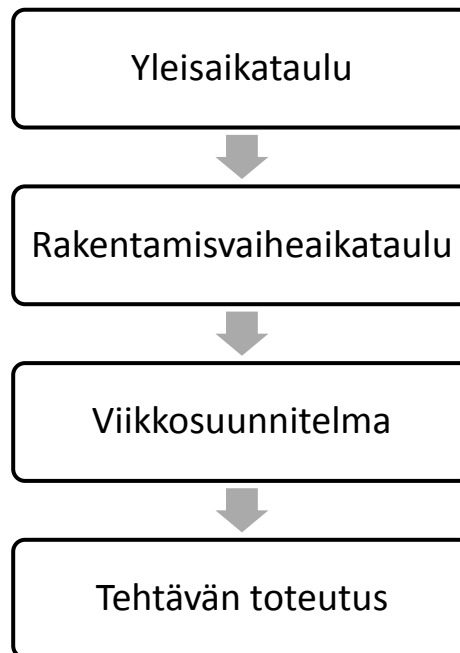 Yleisaikataulu
Rakentamisvaiheaikataulu
Viikkosuunnitelma
Tehtävän toteutus